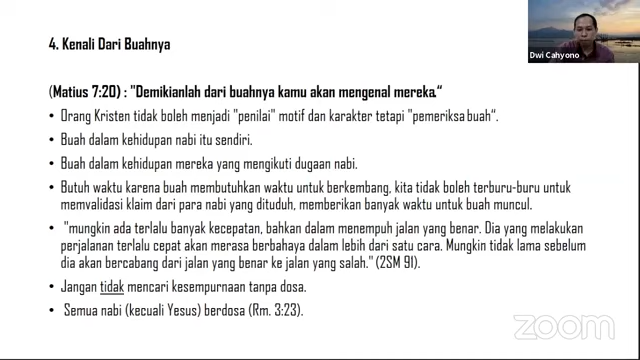 4. Kenali Dari Buahnya
Dwi Cahyono
(Matius 7:20) : "Demikianlah dari buahnya kamu akan mengenal mereka.“
• Orang Kristen tidak boleh menjadi "penilai" motif dan karakter tetapi "pemeriksa buah“.
• Buah dalam kehidupan nabi itu sendiri.
• Buah dalam kehidupan mereka yang mengikuti dugaan nabi.
• Butuh waktu karena buah membutuhkan waktu untuk berkembang, kita tidak boleh terburu-buru untuk
memvalidasi klaim dari para nabi yang dituduh, memberikan banyak waktu untuk buah muncul.
• "mungkin ada terlalu banyak kecepatan, bahkan dalam menempuh jalan yang benar. Dia yang melakukan
perjalanan terlalu cepat akan merasa berbahaya dalam lebih dari satu cara. Mungkin tidak lama sebelum
dia akan bercabang dari jalan yang benar ke jalan yang salah." (2SM 91).
• Jangan tidak mencari kesempurnaan tanpa dosa.
• Semua nabi (kecuali Yesus) berdosa (Rm. 3:23).
zoom